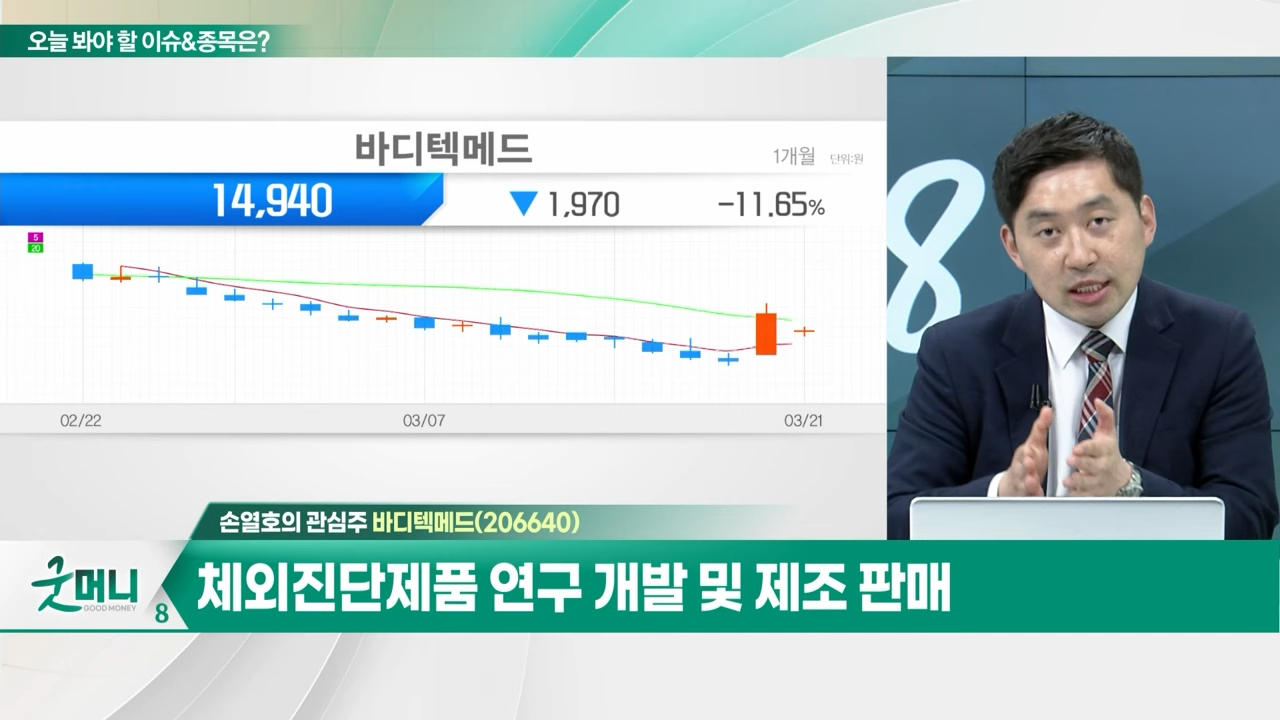 오늘 봐야 할 이슈&종목은?
바디텍메드
1개월 단위:원
14,940 ▼ 1,970 -11.65%
5
20
02/22 03/07 03/21
8
손열호의 관심주 바디텍메드(206640)
굿머니
GOOD MONEY
8
체외진단제품 연구 개발 및 제조 판매